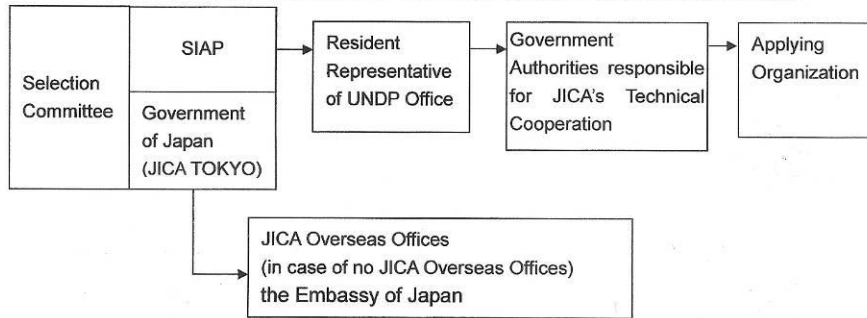 Selection
Committee
SIAP
Government
of Japan
(JICA TOKYO)
Resident
Representative
of UNDP Office
Government
Authorities responsible
for JICA's Technical
Cooperation
Applying
Organization
JICA Overseas Offices
(in case of no JICA Overseas Offices)
the Embassy of Japan